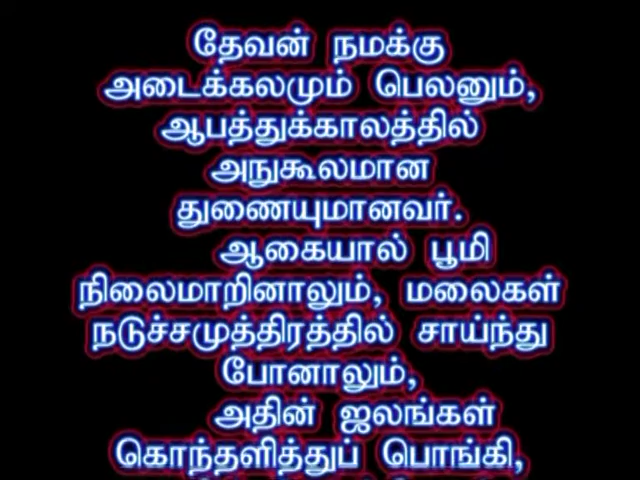 தேவன் நமக்கு
அடைக்கலமும் பெலனும்,
ஆபத்துக்காலத்தில்
அநுகூலமான
துணையுமானவர்.
ஆகையால் பூமி
நிலைமாறினாலும், மலைகள்
நடுச்சமுத்திரத்தில் சாய்ந்து
போனாலும்,
அதின் ஜலங்கள்
கொந்தளித்துப் பொங்கி,